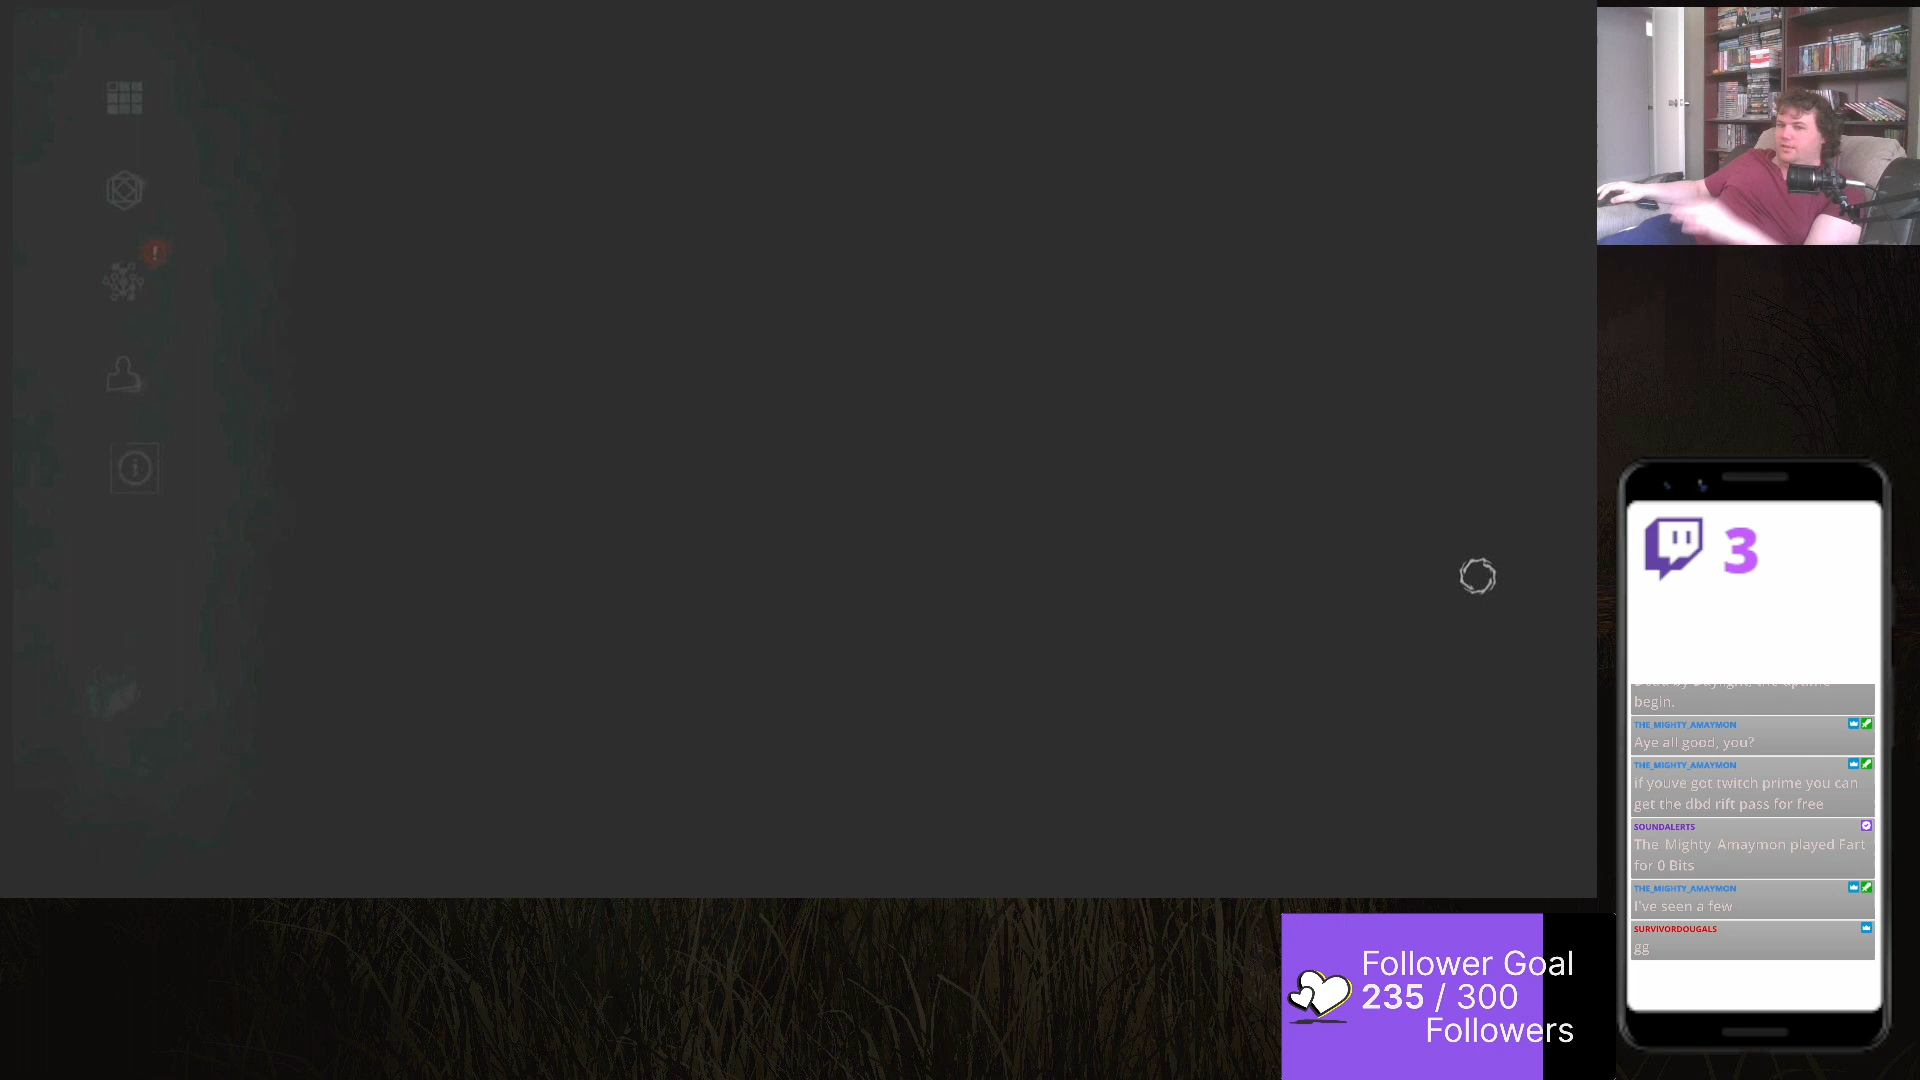 3
begin.
THE_MIGHTY_AMAYMON
Aye all good, you?
THE_MIGHTY_AMAYMON
if youve got twitch prime you can
get the dbd rift pass for free
SOUNDALERTS
The Mighty Amaymon played Fart
for 0 Bits
THE_MIGHTY_AMAYMON
I've seen a few
SURVIVORDOUGALS
gg
Follower Goal
235 / 300
Followers